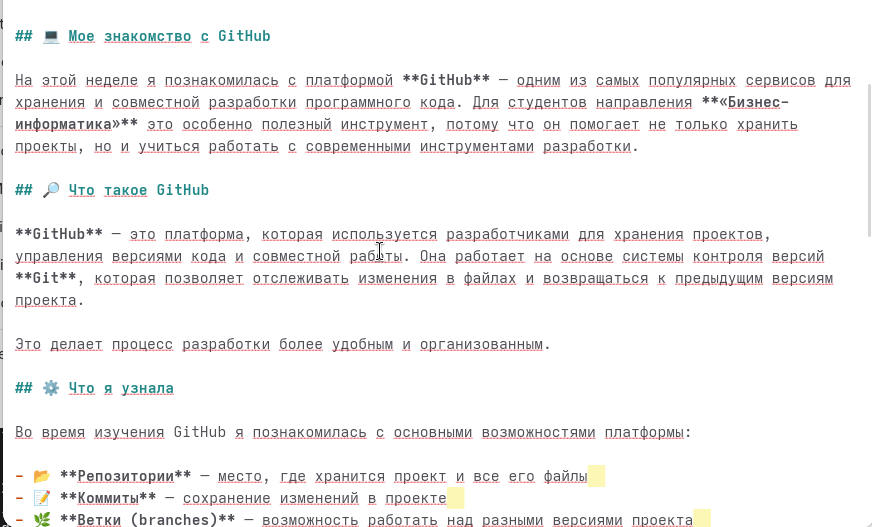 ## 💻 Мое знакомство с GitHub
На этой неделе я познакомилась с платформой **GitHub** — одним из самых популярных сервисов для
хранения и совместной разработки программного кода. Для студентов направления **«Бизнес-
информатика»** это особенно полезный инструмент, потому что он помогает не только хранить
проекты, но и учиться работать с современными инструментами разработки.
## 🔎 Что такое GitHub
**GitHub** — это платформа, которая используется разработчиками для хранения проектов,
управления версиями кода и совместной работы. Она работает на основе системы контроля версий
**Git**, которая позволяет отслеживать изменения в файлах и возвращаться к предыдущим версиям
проекта.
Это делает процесс разработки более удобным и организованным.
## ⚙️ Что я узнала
Во время изучения GitHub я познакомилась с основными возможностями платформы:
- 📂 **Репозитории** — место, где хранится проект и все его файлы
- 📝 **Коммиты** — сохранение изменений в проекте
- 🌿 **Ветки (branches)** — возможность работать над разными версиями проекта